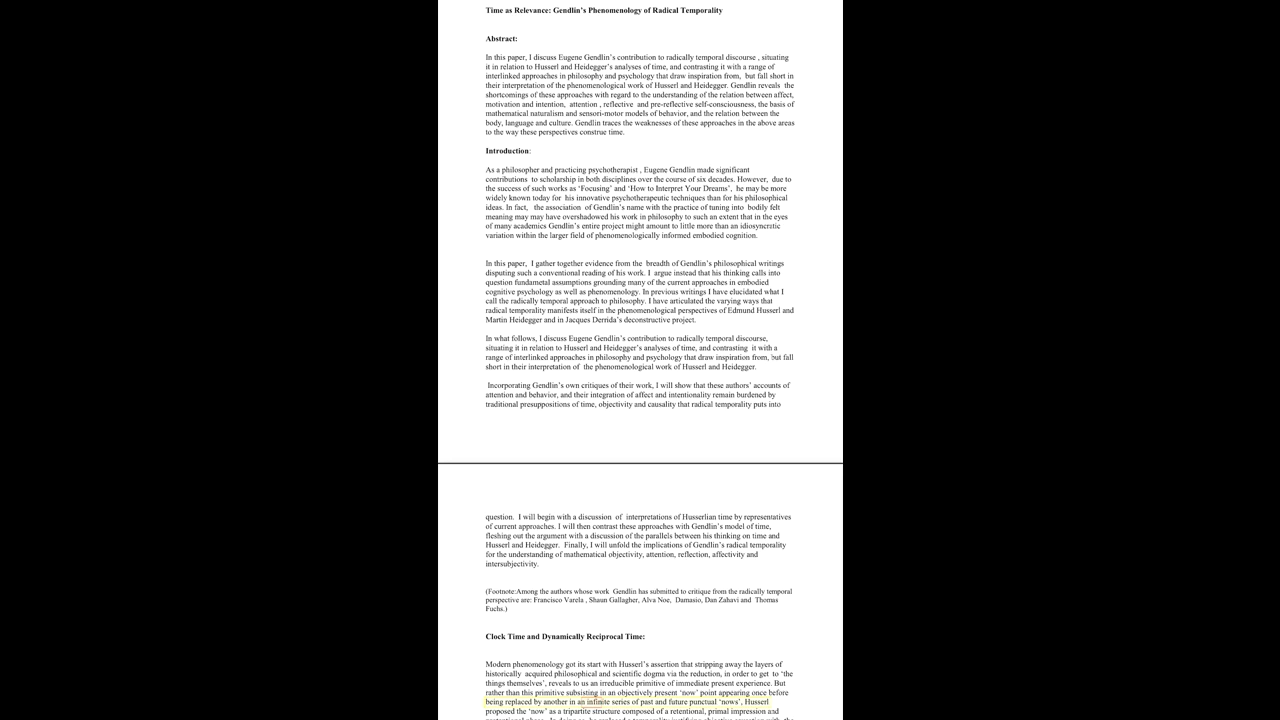 Time as Relevance: Gendlin's Phenomenology of Radical Temporality
Abstract:
In this paper, I discuss Eugene Gendlin's contribution to radically temporal discourse , situating
it in relation to Husserl and Heidegger's analyses of time, and contrasting it with a range of
interlinked approaches in philosophy and psychology that draw inspiration from, but fall short in
their interpretation of the phenomenological work of Husserl and Heidegger. Gendlin reveals the
shortcomings of these approaches with regard to the understanding of the relation between affect,
motivation and intention, attention , reflective and pre-reflective self-consciousness, the basis of
mathematical naturalism and sensori-motor models of behavior, and the relation between the
body, language and culture. Gendlin traces the weaknesses of these approaches in the above areas
to the way these perspectives construe time.
Introduction:
As a philosopher and practicing psychotherapist , Eugene Gendlin made significant
contributions to scholarship in both disciplines over the course of six decades. However, due to
the success of such works as 'Focusing' and 'How to Interpret Your Dreams', he may be more
widely known today for his innovative psychotherapeutic techniques than for his philosophical
ideas. In fact, the association of Gendlin's name with the practice of tuning into bodily felt
meaning may may have overshadowed his work in philosophy to such an extent that in the eyes
of many academics Gendlin's entire project might amount to little more than an idiosyncratic
variation within the larger field of phenomenologically informed embodied cognition.
In this paper, I gather together evidence from the breadth of Gendlin's philosophical writings
disputing such a conventional reading of his work. I argue instead that his thinking calls into
question fundametal assumptions grounding many of the current approaches in embodied
cognitive psychology as well as phenomenology. In previous writings I have elucidated what I
call the radically temporal approach to philosophy. I have articulated the varying ways that
radical temporality manifests itself in the phenomenological perspectives of Edmund Husserl and
Martin Heidegger and in Jacques Derrida's deconstructive project.
In what follows, I discuss Eugene Gendlin's contribution to radically temporal discourse,
situating it in relation to Husserl and Heidegger's analyses of time, and contrasting it with a
range of interlinked approaches in philosophy and psychology that draw inspiration from, but fall
short in their interpretation of the phenomenological work of Husserl and Heidegger.
Incorporating Gendlin's own critiques of their work, I will show that these authors' accounts of
attention and behavior, and their integration of affect and intentionality remain burdened by
traditional presuppositions of time, objectivity and causality that radical temporality puts into
question. I will begin with a discussion of interpretations of Husserlian time by representatives
of current approaches. I will then contrast these approaches with Gendlin's model of time,
fleshing out the argument with a discussion of the parallels between his thinking on time and
Husserl and Heidegger. Finally, I will unfold the implications of Gendlin's radical temporality
for the understanding of mathematical objectivity, attention, reflection, affectivity and
intersubjectivity.
(Footnote:Among the authors whose work Gendlin has submitted to critique from the radically temporal
perspective are: Francisco Varela , Shaun Gallagher, Alva Noe, Damasio, Dan Zahavi and Thomas
Fuchs.)
Clock Time and Dynamically Reciprocal Time:
Modern phenomenology got its start with Husserl's assertion that stripping away the layers of
historically acquired philosophical and scientific dogma via the reduction, in order to get to 'the
things themselves', reveals to us an irreducible primitive of immediate present experience. But
rather than this primitive subsisting in an objectively present 'now' point appearing once before
being replaced by another in an infinite series of past and future punctual 'nows', Husserl
proposed the 'now' as a tripartite structure composed of a retentional, primal impression and